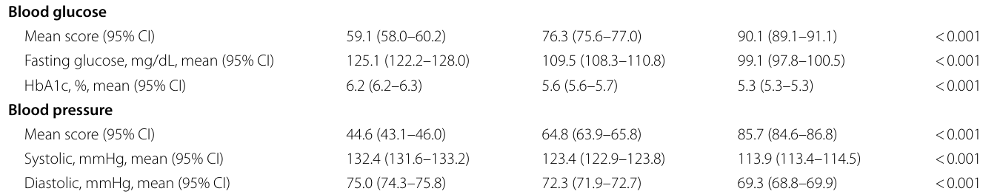 Blood glucose
Mean score (95% CI) 59.1 (58.0–60.2) 76.3 (75.6–77.0) 90.1 (89.1–91.1) <0.001
Fasting glucose, mg/dL, mean (95% CI) 125.1 (122.2–128.0) 109.5 (108.3–110.8) 99.1 (97.8–100.5) <0.001
HbA1c, %, mean (95% CI) 6.2 (6.2–6.3) 5.6 (5.6–5.7) 5.3 (5.3–5.3) <0.001
Blood pressure
Mean score (95% CI) 44.6 (43.1–46.0) 64.8 (63.9–65.8) 85.7 (84.6–86.8) <0.001
Systolic, mmHg, mean (95% CI) 132.4 (131.6–133.2) 123.4 (122.9–123.8) 113.9 (113.4–114.5) <0.001
Diastolic, mmHg, mean (95% CI) 75.0 (74.3–75.8) 72.3 (71.9–72.7) 69.3 (68.8–69.9) <0.001